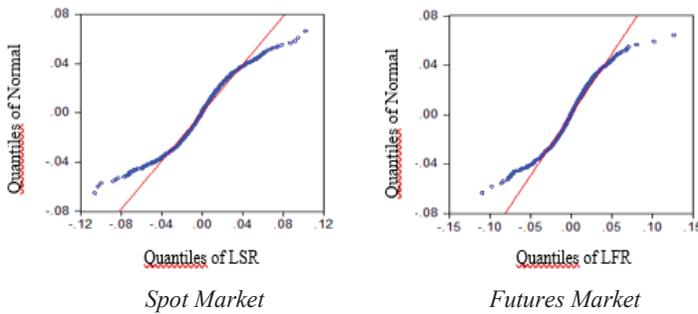 Quantiles of Normal
.08
.04
.00
-.04
-.08
-.12 -.08 -.04 .00 .04 .08 .12
Quantiles of LSR
Spot Market
Quantiles of Normal
.08
.04
.00
-.04
-.08
-.15 -.10 -.05 .00 .05 .10 .15
Quantiles of LFR
Futures Market